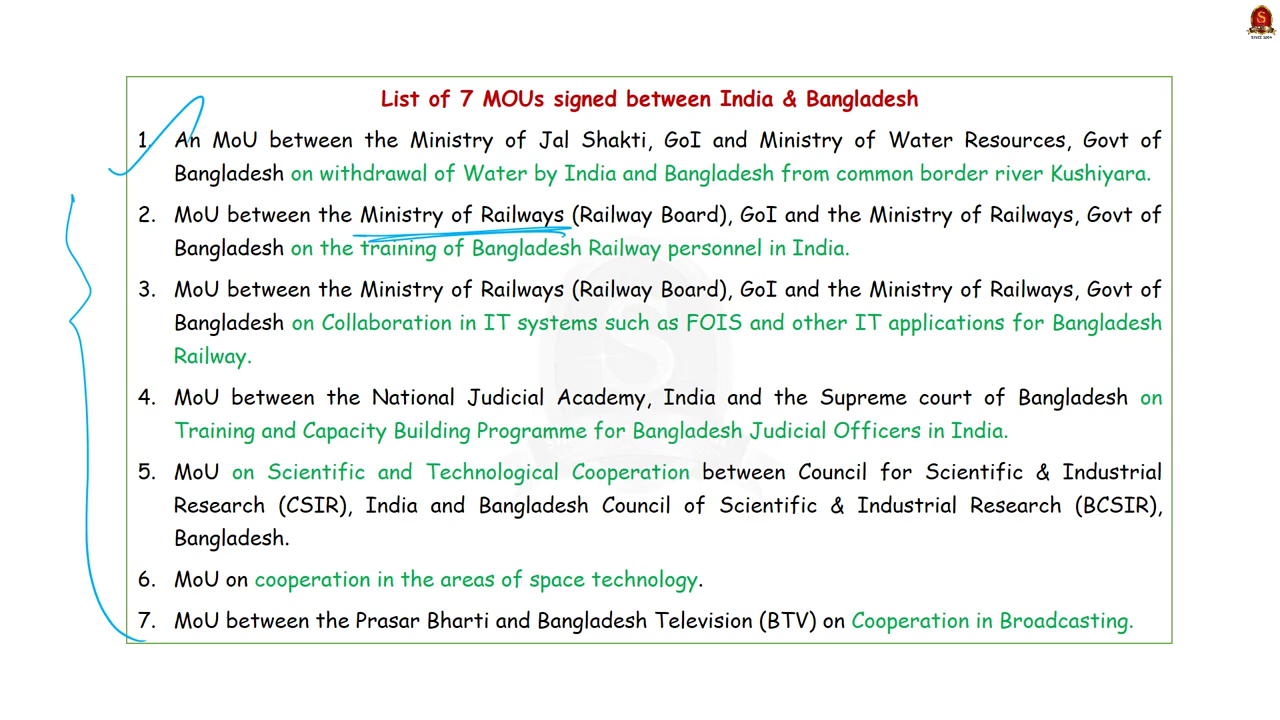 S
SINCE 2004
List of 7 MOUs signed between India & Bangladesh
1. An MoU between the Ministry of Jal Shakti, GoI and Ministry of Water Resources, Govt of
Bangladesh on withdrawal of Water by India and Bangladesh from common border river Kushiyara.
2. MoU between the Ministry of Railways (Railway Board), GoI and the Ministry of Railways, Govt of
Bangladesh on the training of Bangladesh Railway personnel in India.
3. MoU between the Ministry of Railways (Railway Board), GoI and the Ministry of Railways, Govt of
Bangladesh on Collaboration in IT systems such as FOIS and other IT applications for Bangladesh
Railway.
4. MoU between the National Judicial Academy, India and the Supreme court of Bangladesh on
Training and Capacity Building Programme for Bangladesh Judicial Officers in India.
5. MoU on Scientific and Technological Cooperation between Council for Scientific & Industrial
Research (CSIR), India and Bangladesh Council of Scientific & Industrial Research (BCSIR),
Bangladesh.
6. MoU on cooperation in the areas of space technology.
7. MoU between the Prasar Bharti and Bangladesh Television (BTV) on Cooperation in Broadcasting.